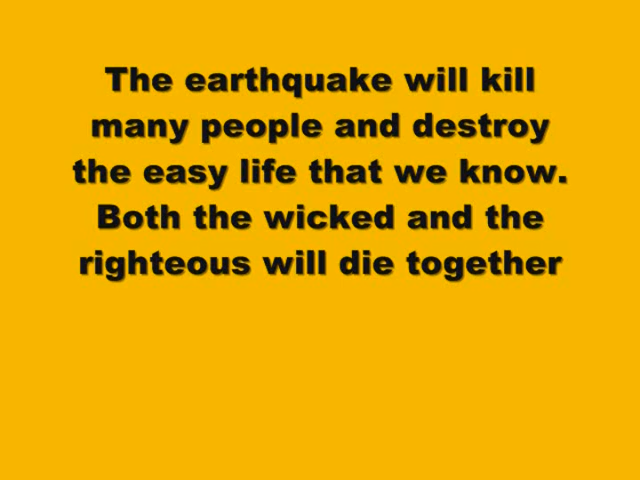 The earthquake will kill
many people and destroy
the easy life that we know.
Both the wicked and the
righteous will die together